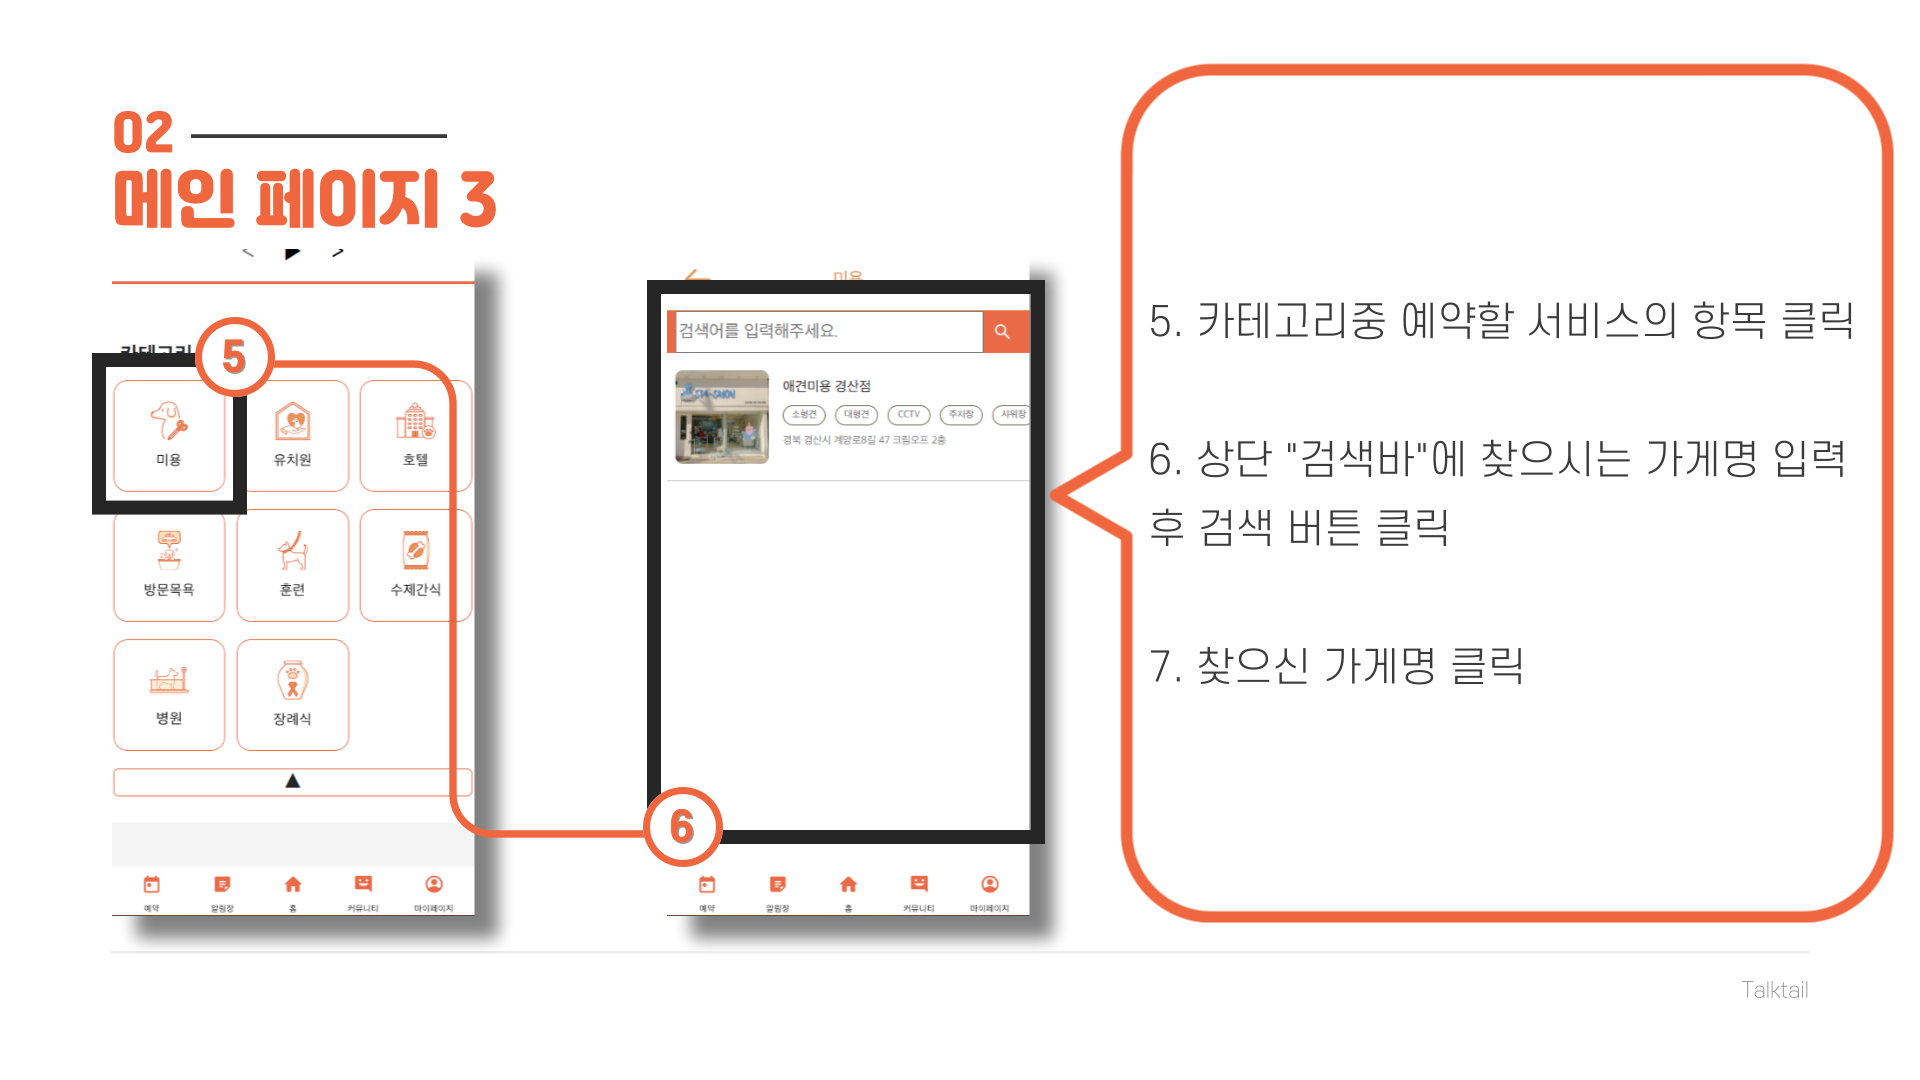 02
메인 페이지 3
카테고리
5
미용
유치원
호텔
방문목욕
훈련
수제간식
병원
장례식
예약
알림장
홈
커뮤니티
마이페이지
미용
검색어를 입력해주세요.
애견미용 경산점
소형견
대형견
CCTV
주차장
샤워장
경북 경산시 계양로8길 47 크림오프 2층
6
예약
알림장
홈
커뮤니티
마이페이지
5. 카테고리중 예약할 서비스의 항목 클릭
6. 상단 "검색바"에 찾으시는 가게명 입력
후 검색 버튼 클릭
7. 찾으신 가게명 클릭
Talktail